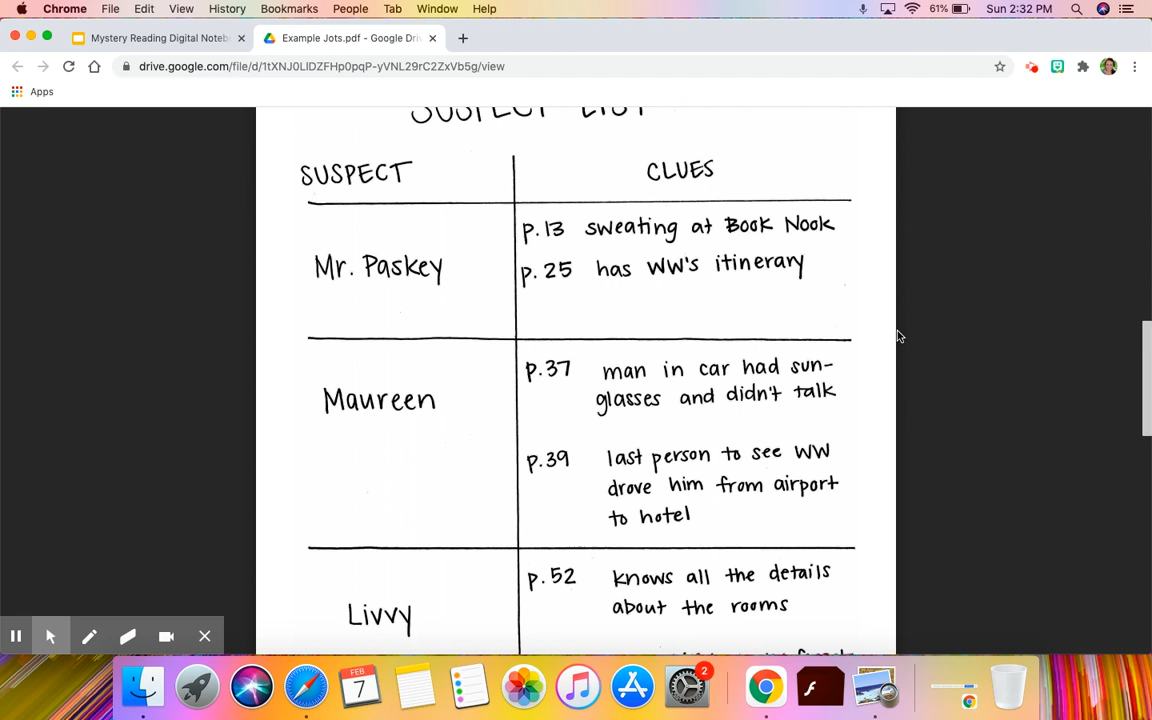 Chrome File Edit View History Bookmarks People Tab Window Help 61% Sun 2:32 PM
Mystery Reading Digital Noteb Example Jots.pdf - Google Driv
drive.google.com/file/d/1tXNJ0LIDZFHp0pqP-yVNL29rC2ZxVb5g/view
Apps
SUSPECT LIST
SUSPECT CLUES
p.13 sweating at Book Nook
Mr. Paskey
p.25 has WW's itinerary
p.37 man in car had sun-
glasses and didn't talk
Maureen
p.39 last person to see WW
drove him from airport
to hotel
p.52 knows all the details
about the rooms
Livvy
FEB
7
2